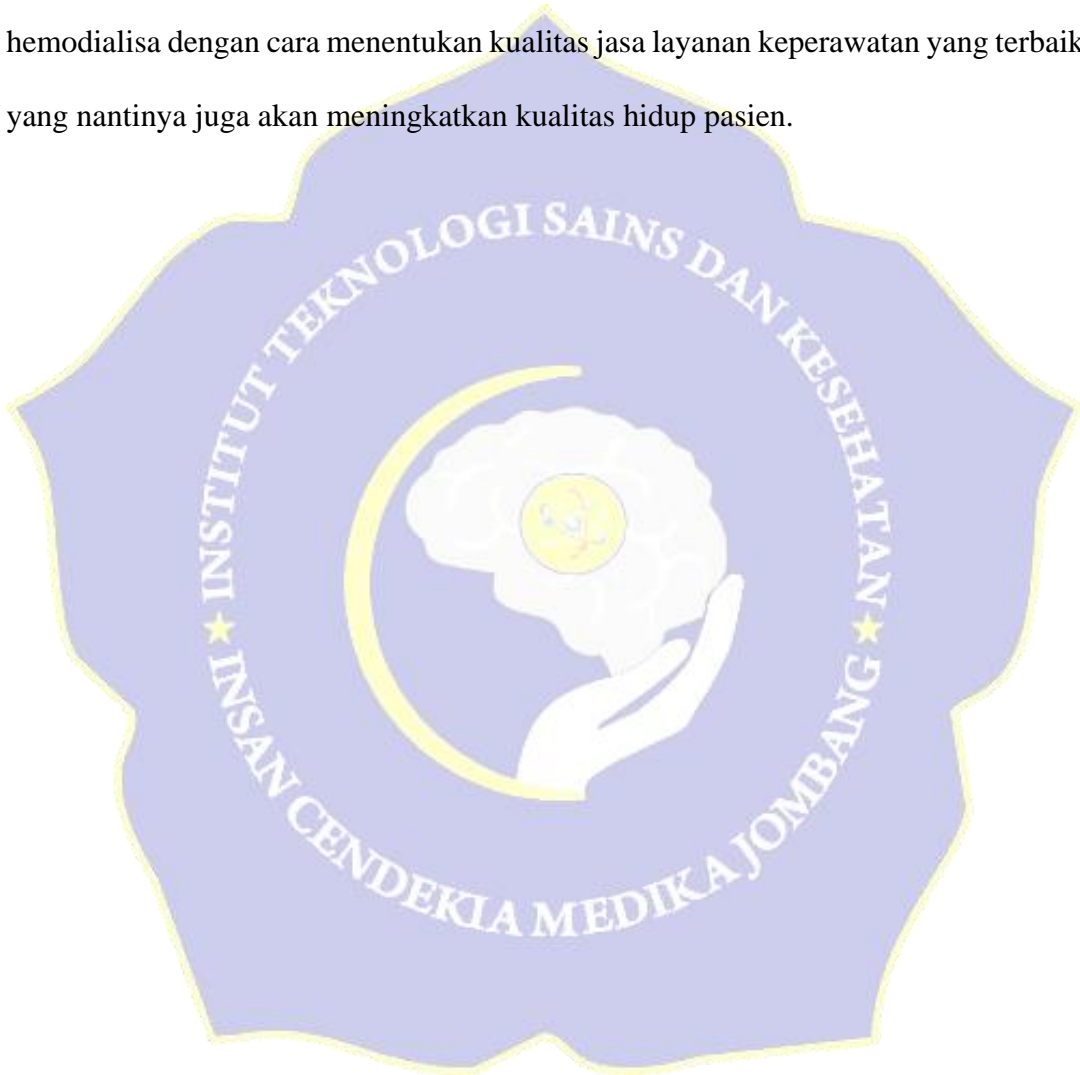 hemodialisa dengan cara menentukan kualitas jasa layanan keperawatan yang terbaik
yang nantinya juga akan meningkatkan kualitas hidup pasien.
INSTITUT TEKNOLOGI SAINS DAN KESEHATAN
★ INSAN CENDEKIA MEDIKA JOMBANG ★